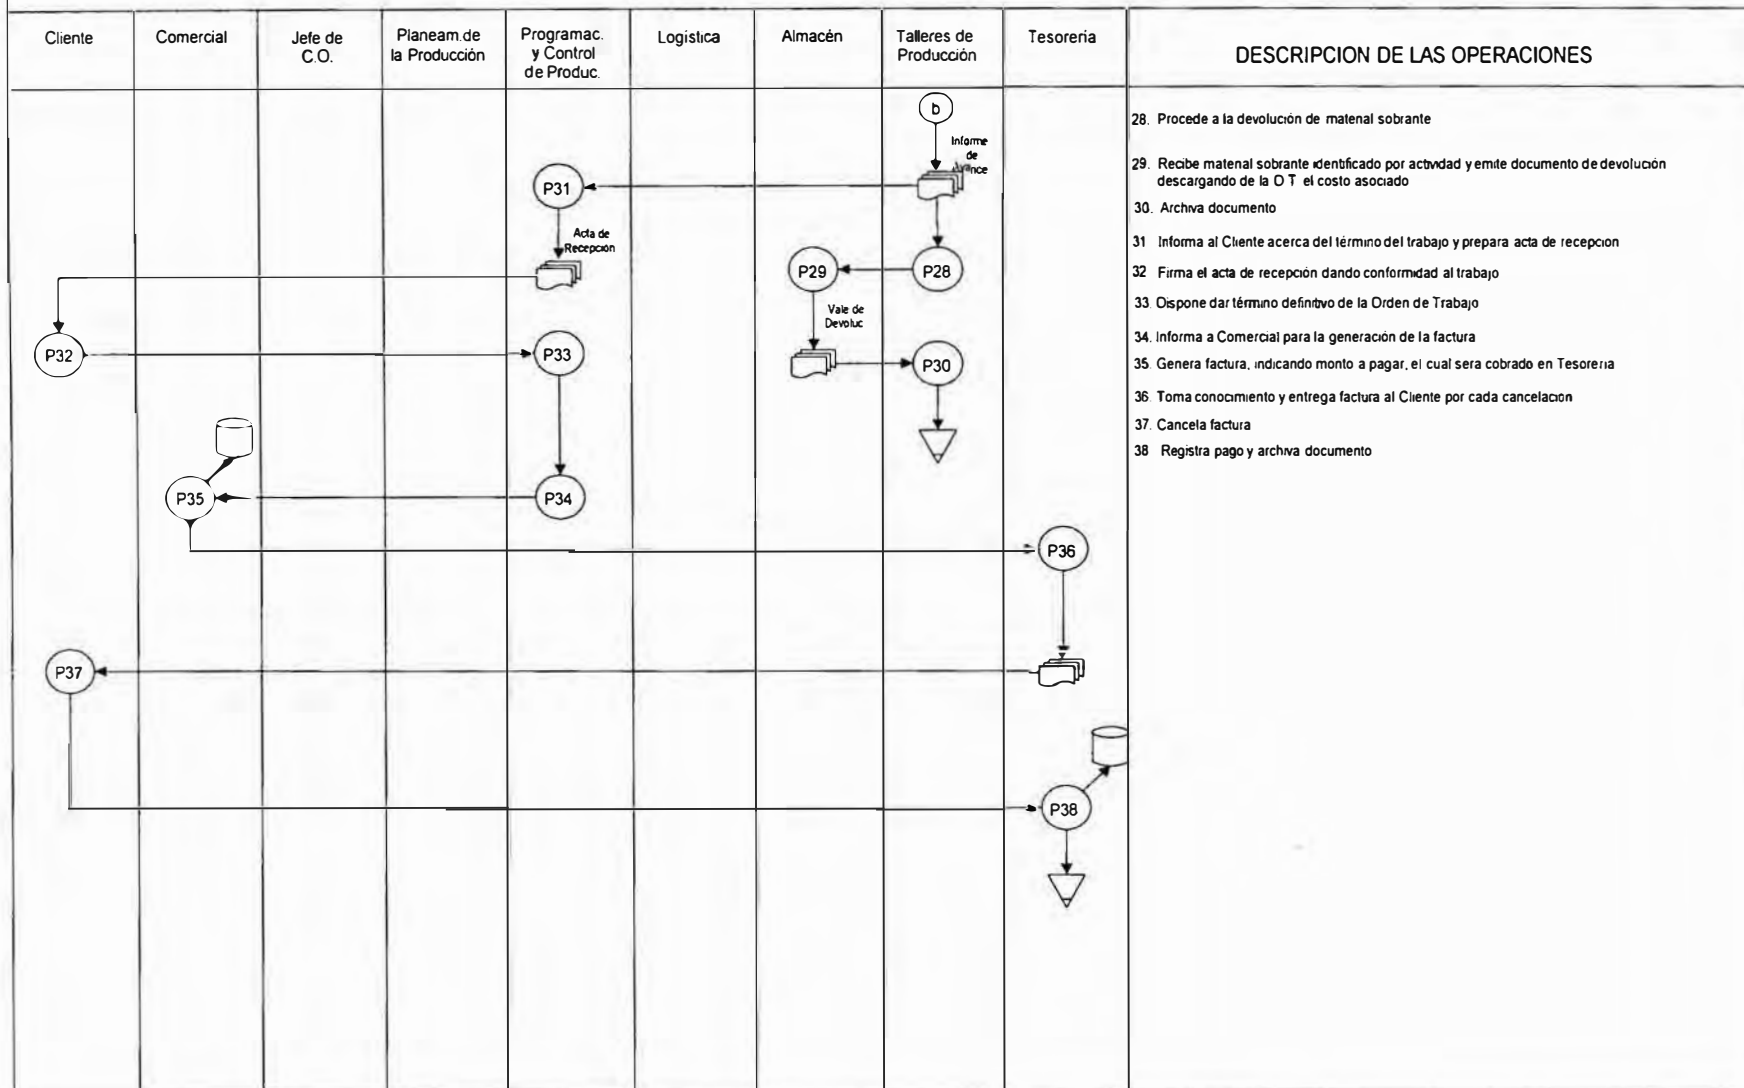 Cliente
Comercial
Jefe de
C.O.
Planeam.de
la Producción
Programac.
y Control
de Produc.
Logistica
Almacén
Talleres de
Producción
Tesoreria
DESCRIPCION DE LAS OPERACIONES
b
Informe
de
P31
Acta de
Recepción
P29
P28
Vale de
Devoluc
P32
P33
P30
P35
P34
P36
P37
P38
28. Procede a la devolución de matenal sobrante
29. Recibe matenal sobrante identificado por actividad y emite documento de devolución
descargando de la O T el costo asociado
30. Archiva documento
31 Informa al Cliente acerca del término del trabajo y prepara acta de recepcion
32 Firma el acta de recepción dando conformidad al trabajo
33. Dispone dar término definitivo de la Orden de Trabajo
34. Informa a Comercial para la generación de la factura
35. Genera factura, indicando monto a pagar, el cual sera cobrado en Tesoreria
36. Toma conocimiento y entrega factura al Cliente por cada cancelacion
37. Cancela factura
38 Registra pago y archiva documento